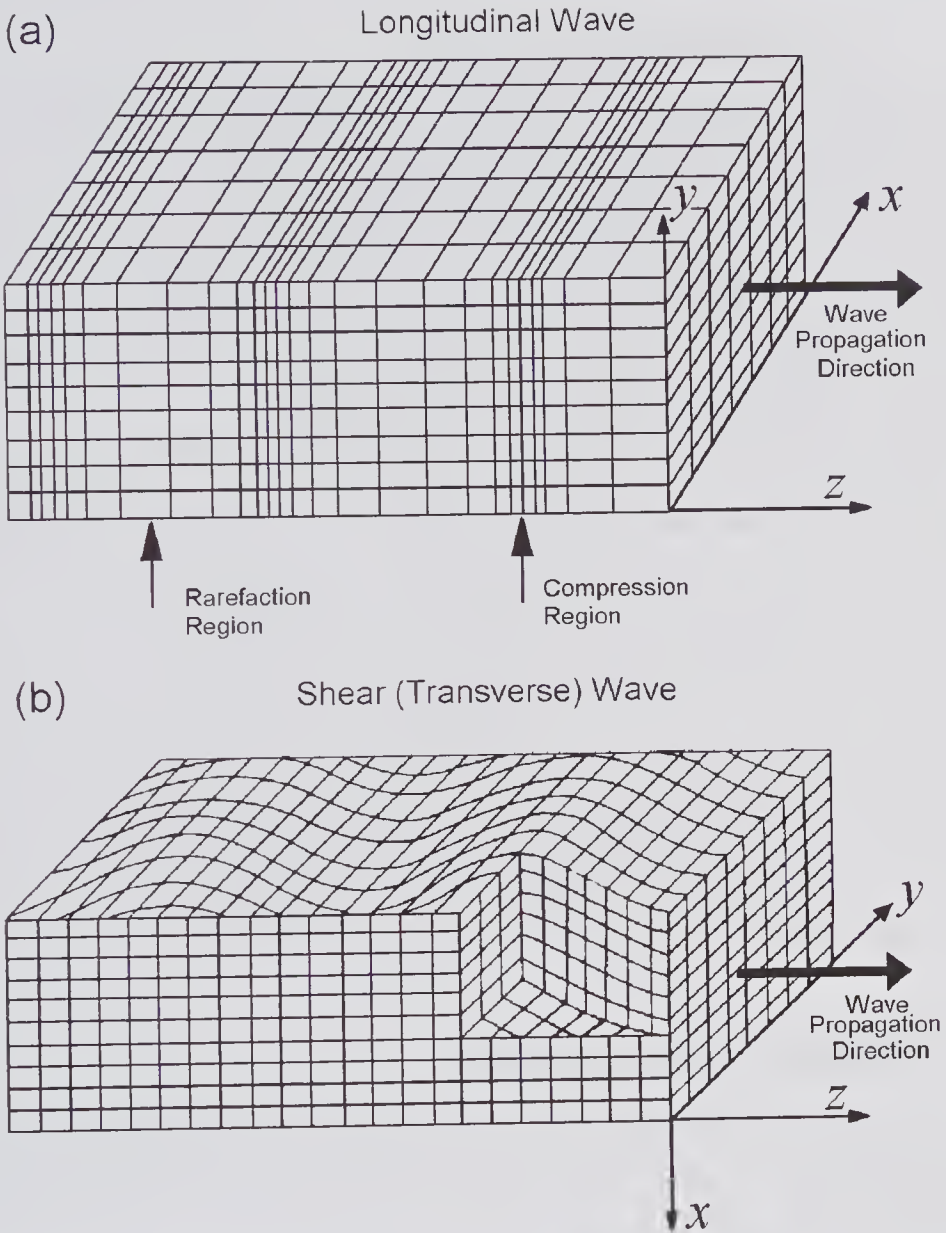 (a)
Longitudinal Wave
y
x
Wave
Propagation
Direction
z
Rarefaction
Region
Compression
Region
(b)
Shear (Transverse) Wave
y
Wave
Propagation
Direction
z
x